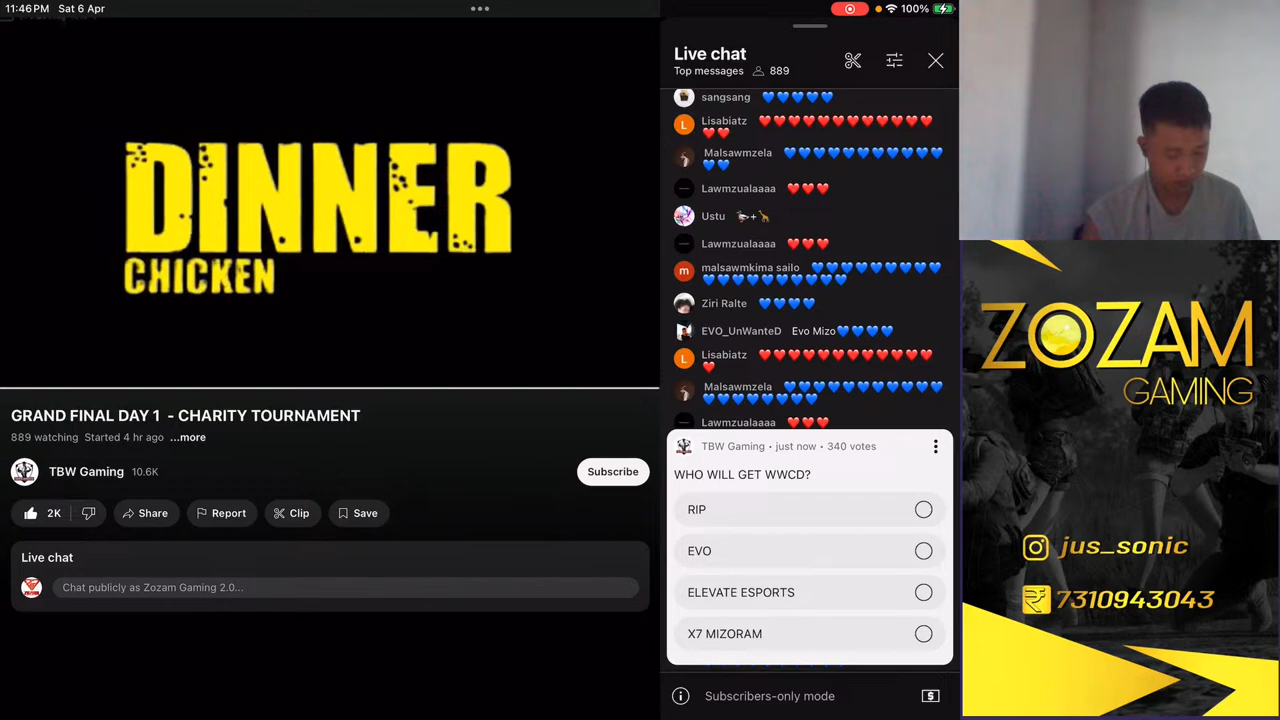 11:46 PM Sat 6 Apr
100%
DINNER
CHICKEN
GRAND FINAL DAY 1 - CHARITY TOURNAMENT
889 watching Started 4 hr ago ...more
TBW Gaming 10.6K
Subscribe
2K
Share
Report
Clip
Save
Live chat
Chat publicly as Zozam Gaming 2.0...
Live chat
Top messages 889
sangsang 💙💙💙💙💙
L Lisabiatz ❤️❤️❤️❤️❤️❤️❤️❤️❤️❤️❤️❤️
❤️❤️
Malsawmzela 💙💙💙💙💙💙💙💙💙💙💙
💙💙
Lawmzualaaaa ❤️❤️❤️
Ustu 🦆+🦒
Lawmzualaaaa ❤️❤️❤️
m malsawmkima sailo 💙💙💙💙💙💙💙💙💙
💙💙💙💙💙💙💙💙💙💙
Ziri Ralte 💙💙💙💙
EVO_UnWanteD Evo Mizo💙💙💙💙
L Lisabiatz ❤️❤️❤️❤️❤️❤️❤️❤️❤️❤️❤️❤️
❤️
Malsawmzela 💙💙💙💙💙💙💙💙💙💙💙
💙💙💙💙💙💙💙💙
Lawmzualaaaa ❤️❤️❤️
TBW Gaming • just now • 340 votes
WHO WILL GET WWCD?
RIP
EVO
ELEVATE ESPORTS
X7 MIZORAM
Subscribers-only mode
ZOZAM
GAMING
jus_sonic
₹ 7310943043